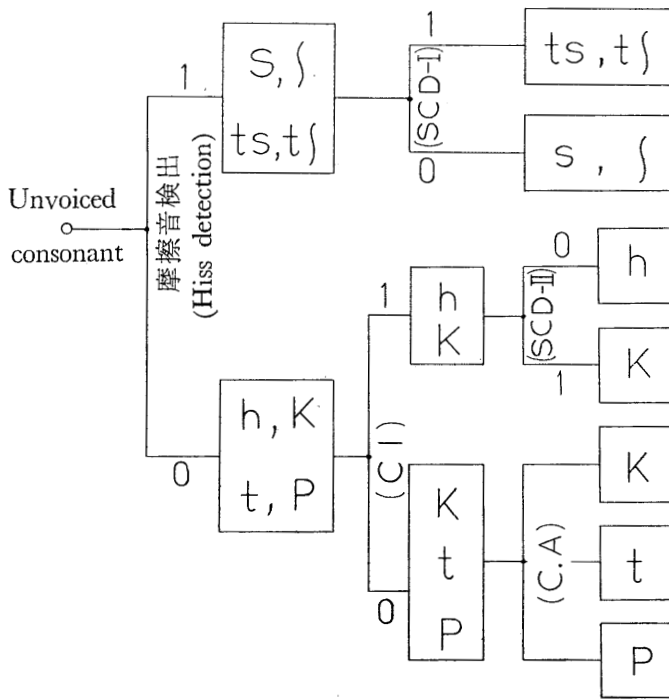 Unvoiced
consonant
摩擦音検出
(Hiss detection)
1
S, ʃ
ts, tʃ
(SCD-I)
1
ts, tʃ
0
s, ʃ
0
h, K
t, P
(C I)
1
h
K
(SCD-II)
0
h
1
K
0
K
t
P
(C.A)
K
t
P